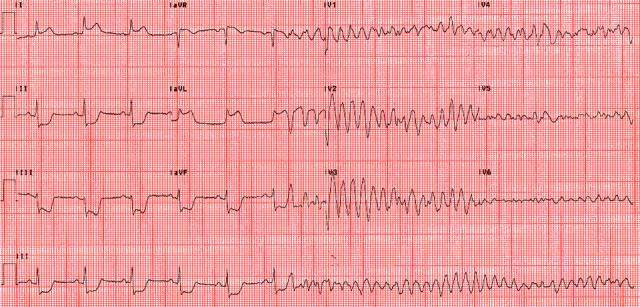 I aVR V1 V4
II aVL V2 V5
III aVF V3 V6
II